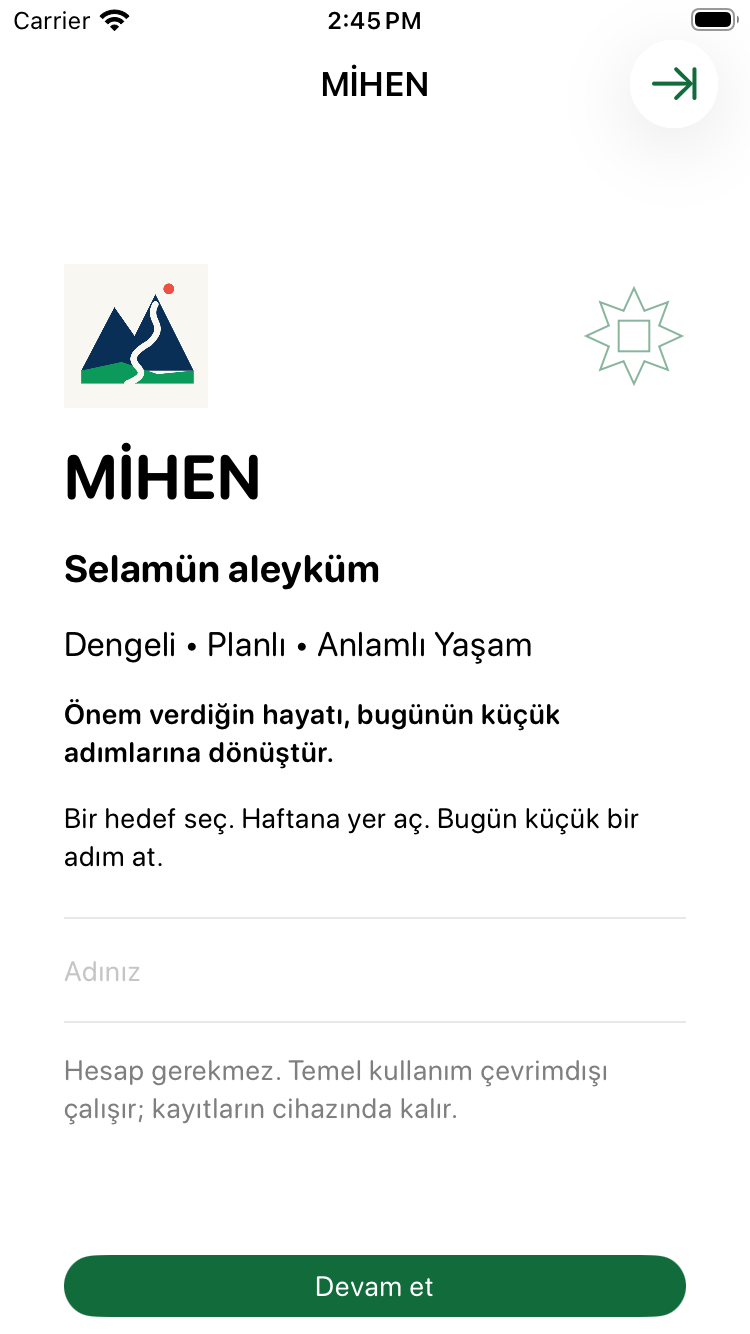 Carrier 2:45 PM
MİHEN
MİHEN
Selamün aleyküm
Dengeli • Planlı • Anlamlı Yaşam
Önem verdiğin hayatı, bugünün küçük
adımlarına dönüştür.
Bir hedef seç. Haftana yer aç. Bugün küçük bir
adım at.
Adınız
Hesap gerekmez. Temel kullanım çevrimdışı
çalışır; kayıtların cihazında kalır.
Devam et